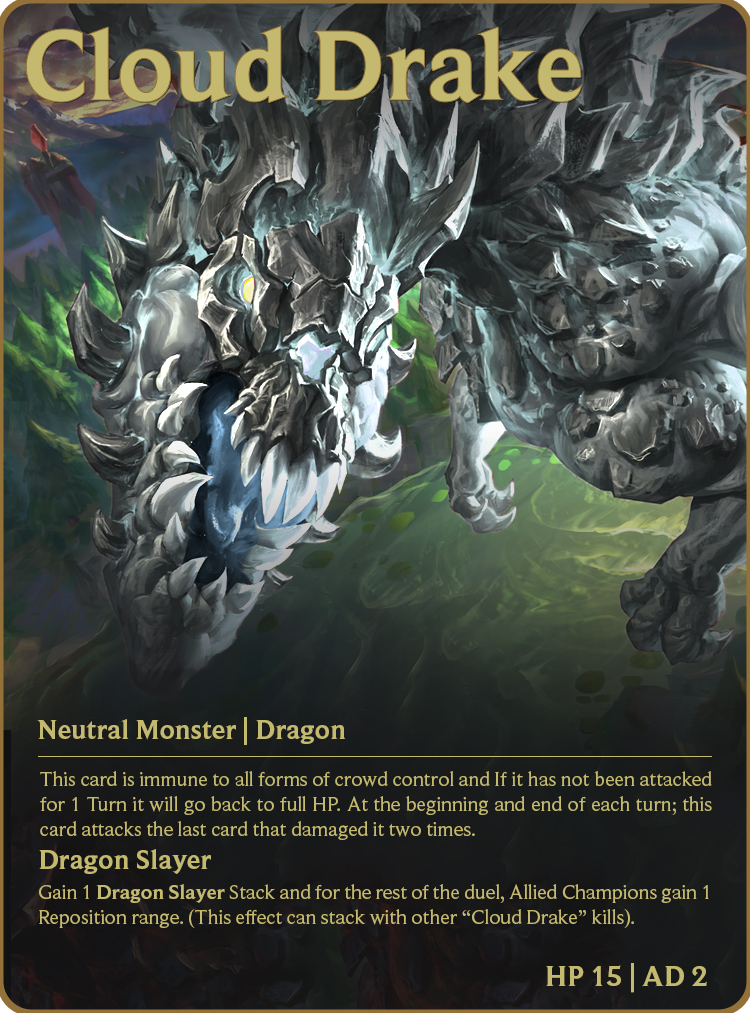 Cloud Drake
Neutral Monster | Dragon
This card is immune to all forms of crowd control and If it has not been attacked
for 1 Turn it will go back to full HP. At the beginning and end of each turn; this
card attacks the last card that damaged it two times.
Dragon Slayer
Gain 1 Dragon Slayer Stack and for the rest of the duel, Allied Champions gain 1
Reposition range. (This effect can stack with other “Cloud Drake” kills).
HP 15 | AD 2